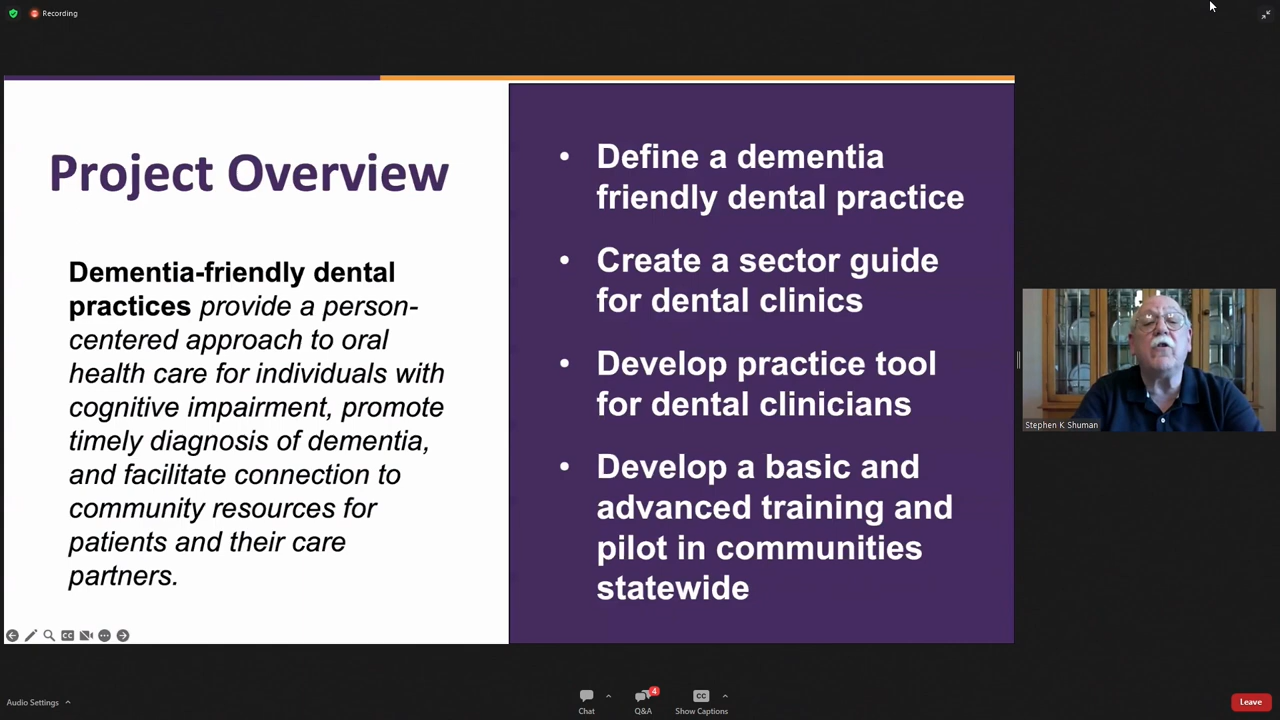 Recording
Project Overview
Dementia-friendly dental
practices provide a person-
centered approach to oral
health care for individuals with
cognitive impairment, promote
timely diagnosis of dementia,
and facilitate connection to
community resources for
patients and their care
partners.
• Define a dementia
friendly dental practice
• Create a sector guide
for dental clinics
• Develop practice tool
for dental clinicians
• Develop a basic and
advanced training and
pilot in communities
statewide
Stephen K Shuman
CC
Audio Settings
Chat
4
Q&A
CC
Show Captions
Leave